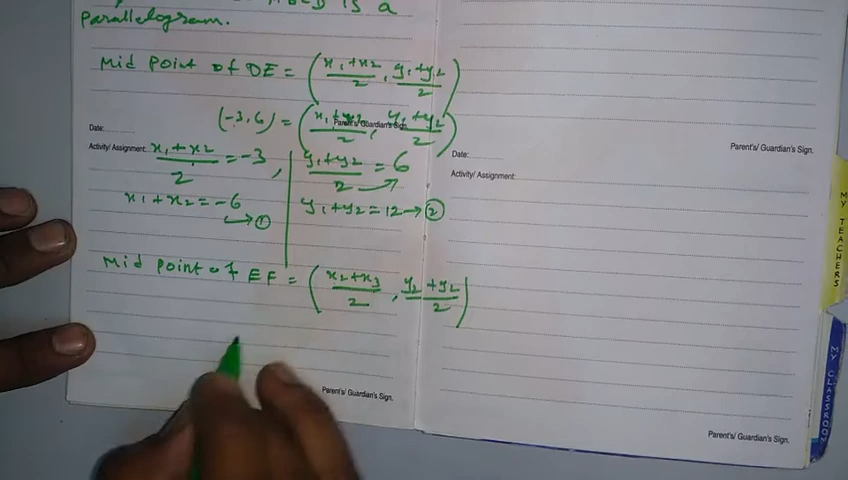 is a
parallelogram.
Mid point of DE = (x₁+x₂/2, y₁+y₂/2)
(-3,6) = (x₁+x₂/2, y₁+y₂/2)
Parent's/ Guardian's Sign.
Date:
Activity/ Assignment:
x₁+x₂/2 = -3, y₁+y₂/2 = 6
x₁+x₂ = -6 → ① y₁+y₂ = 12 → ②
Mid point of EF = (x₂+x₃/2, y₂+y₂/2)
Parent's/ Guardian's Sign.
Parent's/ Guardian's Sign.
Date:
Activity/ Assignment:
Parent's/ Guardian's Sign.
MY TEACHERS
MY CLASSROOM